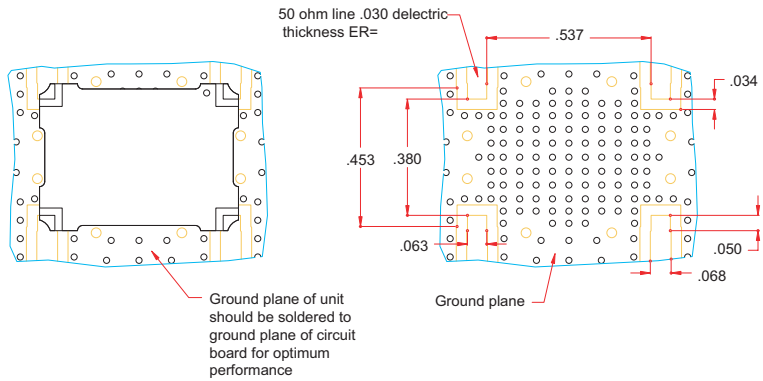 50 ohm line .030 delectric
thickness ER=
.537
.034
.453
.380
.063
.050
.068
Ground plane
Ground plane of unit
should be soldered to
ground plane of circuit
board for optimum
performance